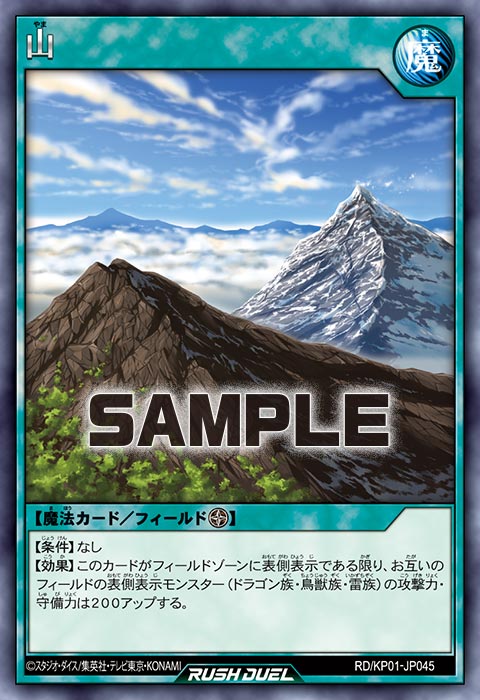 山
魔
SAMPLE
【魔法カード/フィールド】
【条件】なし
【効果】このカードがフィールドゾーンに表側表示である限り、お互いの
フィールドの表側表示モンスター(ドラゴン族・鳥獣族・雷族)の攻撃力・
守備力は200アップする。
©スタジオ・ダイス/集英社・テレビ東京・KONAMI
RUSH DUEL
RD/KP01-JP045